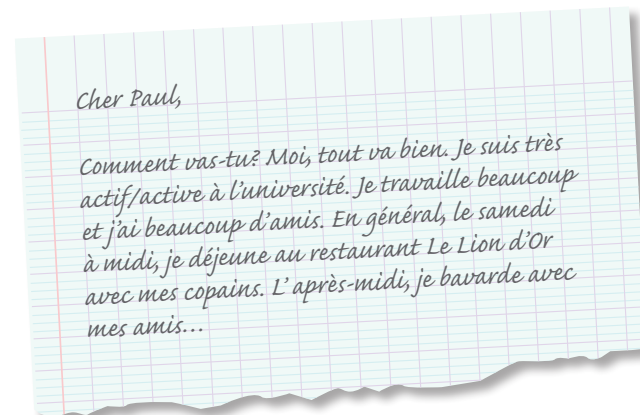 Cher Paul,
Comment vas-tu? Moi, tout va bien. Je suis très
actif/active à l'université. Je travaille beaucoup
et j'ai beaucoup d'amis. En général, le samedi
à midi, je déjeune au restaurant Le Lion d'Or
avec mes copains. L' après-midi, je bavarde avec
mes amis...